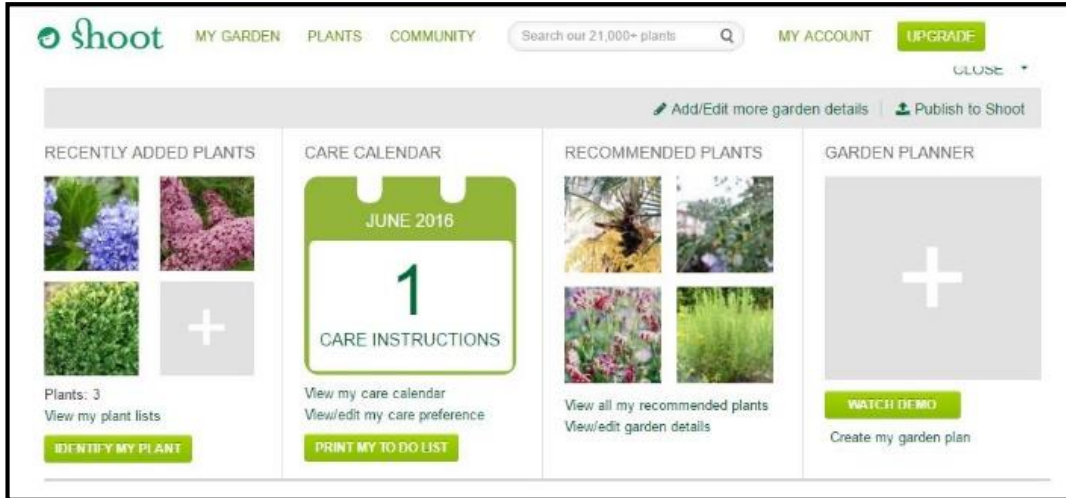 shoot
MY GARDEN PLANTS COMMUNITY Search our 21,000+ plants MY ACCOUNT UPGRADE
CLOSE
Add/Edit more garden details Publish to Shoot
RECENTLY ADDED PLANTS
Plants: 3
View my plant lists
IDENTIFY MY PLANT
CARE CALENDAR
JUNE 2016
1
CARE INSTRUCTIONS
View my care calendar
View/edit my care preference
PRINT MY TO DO LIST
RECOMMENDED PLANTS
View all my recommended plants
View/edit garden details
GARDEN PLANNER
WATCH DEMO
Create my garden plan